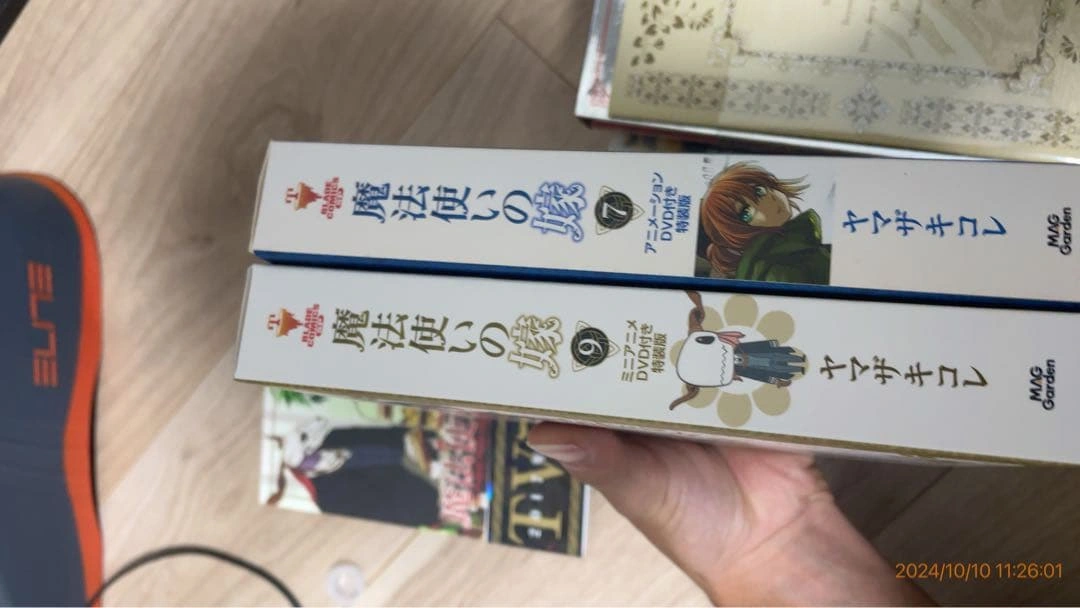 BLADE
COMICS
魔法使いの嫁
7
アニメーション
DVD付き
特装版
ヤマザキコレ
MAG
Garden
BLADE
COMICS
魔法使いの嫁
9
ミニアニメ
DVD付き
特装版
ヤマザキコレ
MAG
Garden
TV
2024/10/10 11:26:01